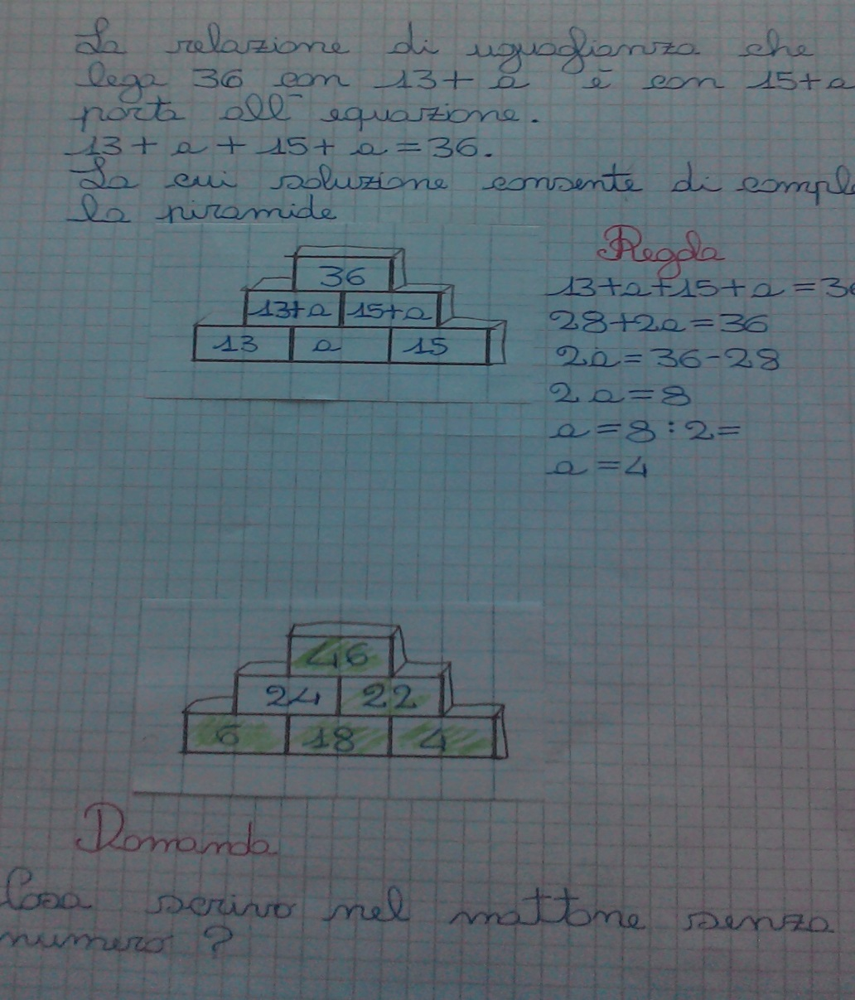 La relazione di uguaglianza che
lega 36 con 13+a e con 15+a
porta all'equazione.
13+a+15+a=36.
La cui soluzione consente di compl
la piramide
36
13+a 15+a
13 a 15
Regola
13+a+15+a=36
28+2a=36
2a=36-28
2a=8
a=8:2=
a=4
46
24 22
6 18 4
Domanda
Cosa scrivo nel mattone senza
numero?